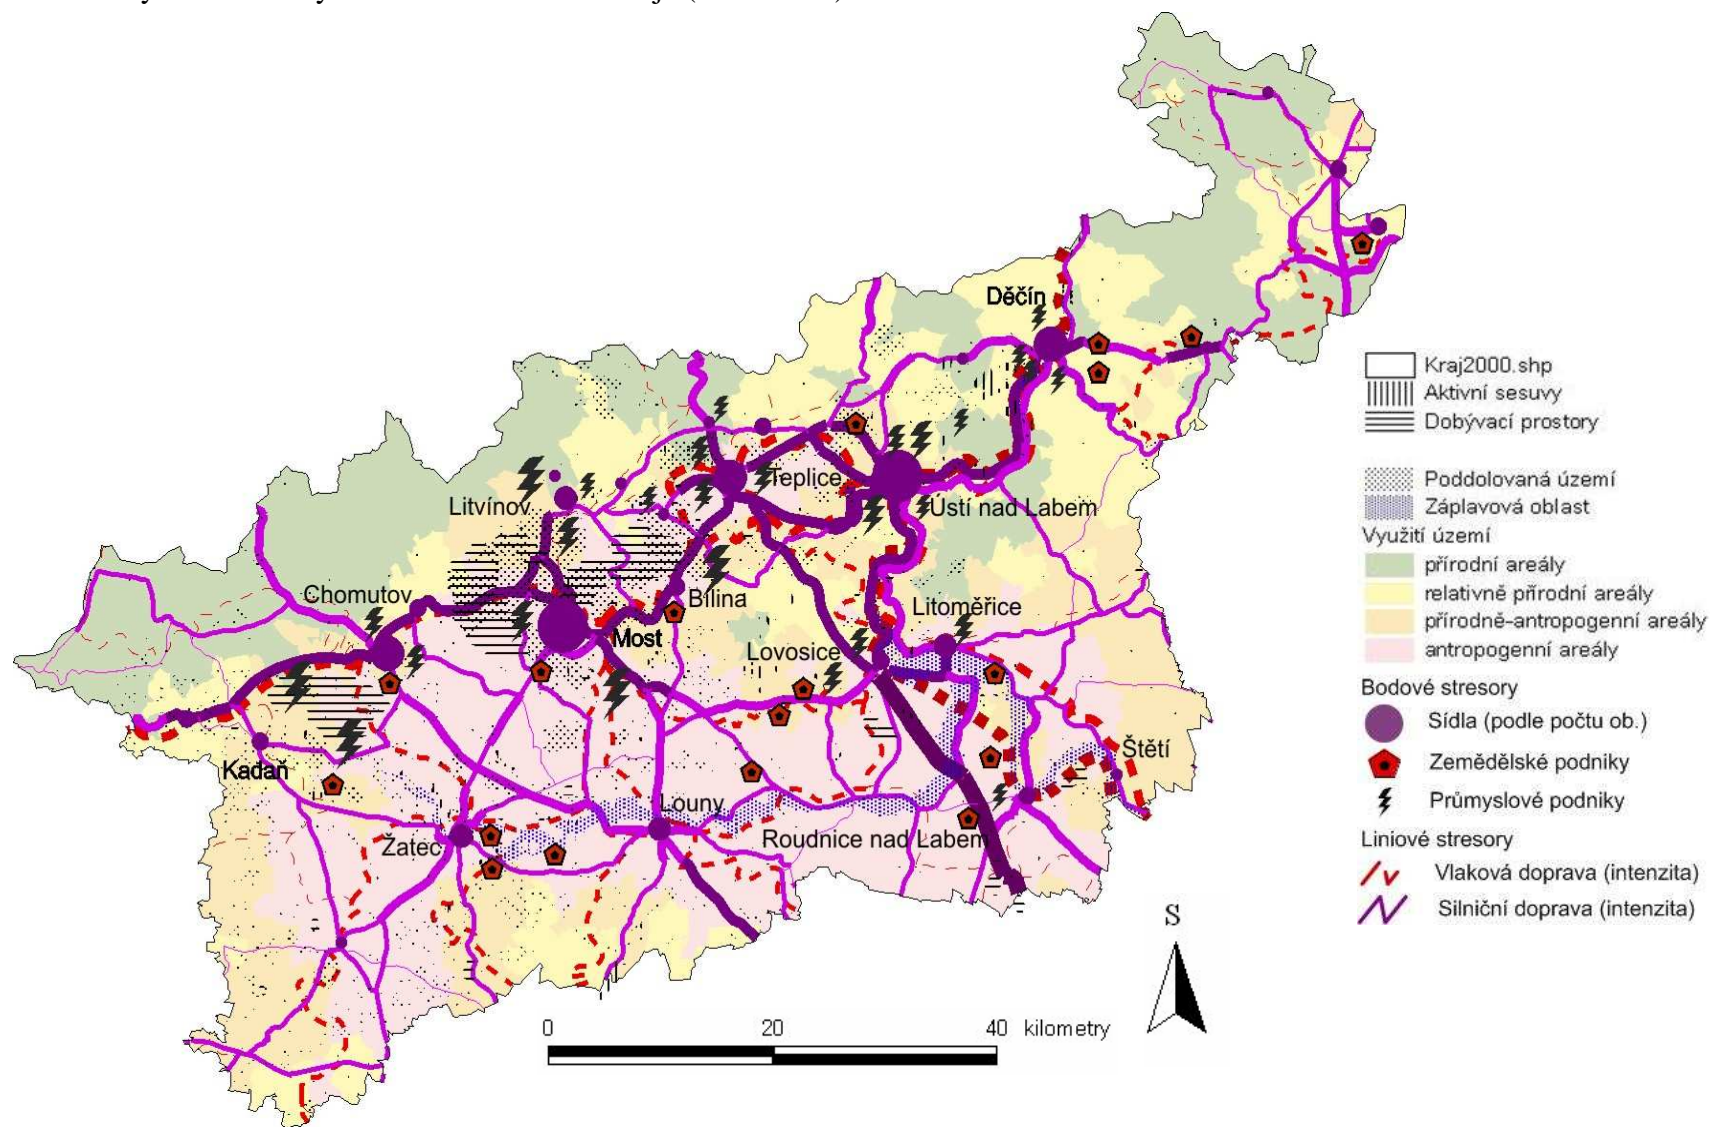 Děčín
Teplice
Litvínov
Ústí nad Labem
Chomutov
Bílina
Litoměřice
Most
Lovosice
Štětí
Kadaň
Louny
Žatec
Roudnice nad Labem
Kraj2000.shp
Aktivní sesuvy
Dobývací prostory
Poddolovaná území
Záplavová oblast
Využití území
přírodní areály
relativně přírodní areály
přírodně-antropogenní areály
antropogenní areály
Bodové stresory
Sídla (podle počtu ob.)
Zemědělské podniky
Průmyslové podniky
Liniové stresory
Vlaková doprava (intenzita)
Silniční doprava (intenzita)
S
0 20 40 kilometry